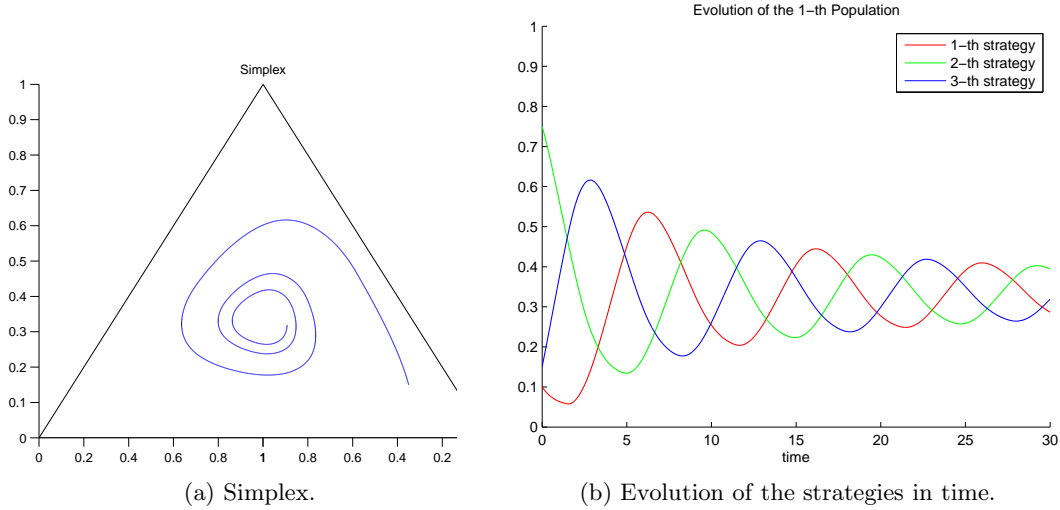 Simplex
1
0.9
0.8
0.7
0.6
0.5
0.4
0.3
0.2
0.1
0
0 0.2 0.4 0.6 0.8 1 0.8 0.6 0.4 0.2
(a) Simplex.
Evolution of the 1−th Population
1−th strategy
2−th strategy
3−th strategy
1
0.9
0.8
0.7
0.6
0.5
0.4
0.3
0.2
0.1
0
0 5 10 15 20 25 30
time
(b) Evolution of the strategies in time.